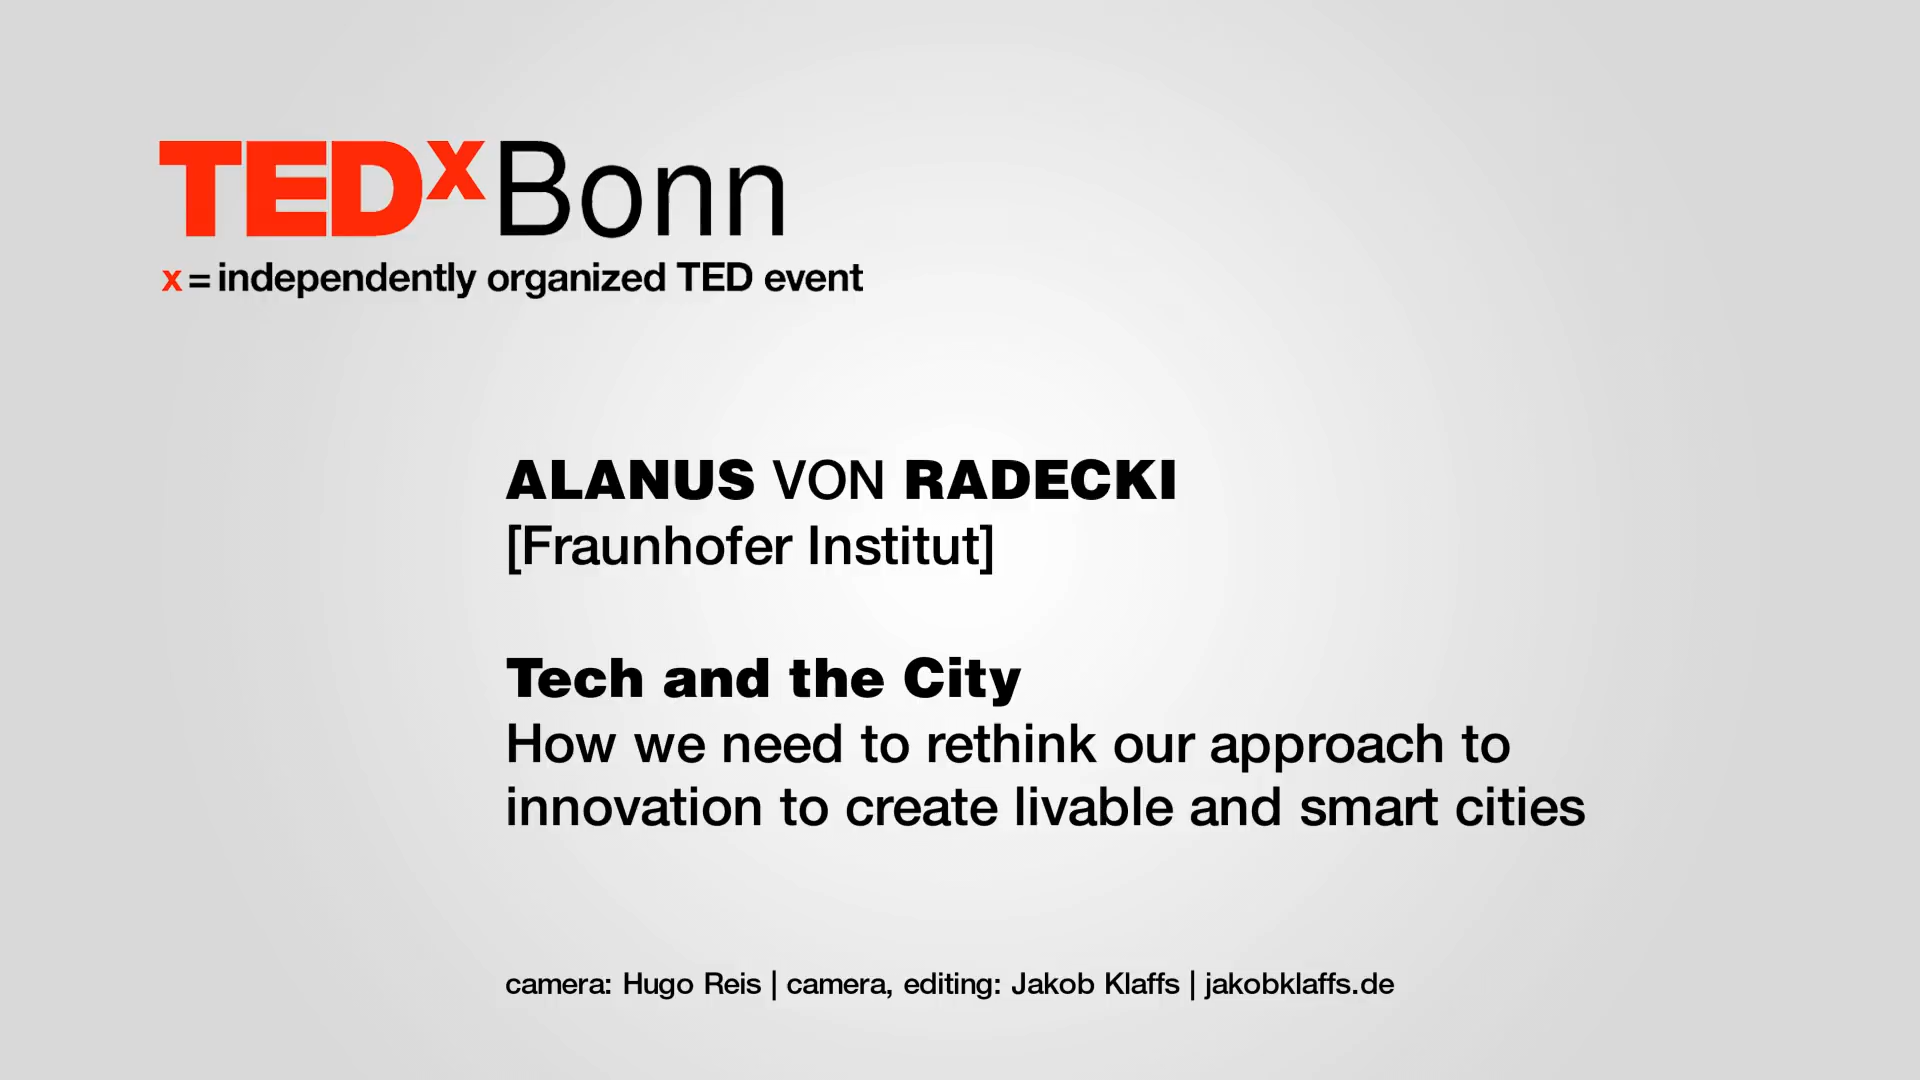 TEDxBonn
x = independently organized TED event
ALANUS VON RADECKI
[Fraunhofer Institut]
Tech and the City
How we need to rethink our approach to
innovation to create livable and smart cities
camera: Hugo Reis | camera, editing: Jakob Klaffs | jakobklaffs.de